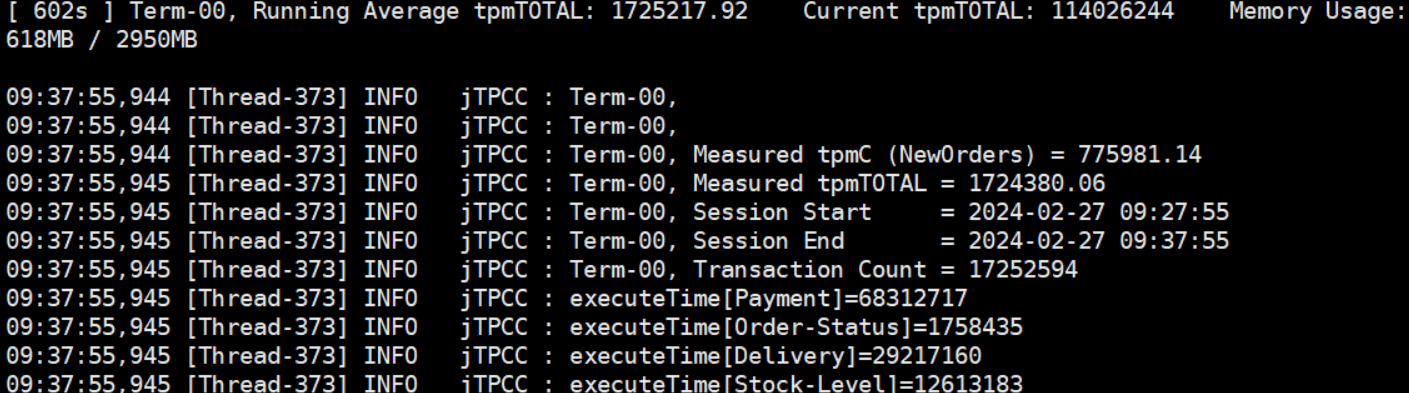 [ 602s ] Term-00, Running Average tpmTOTAL: 1725217.92    Current tpmTOTAL: 114026244    Memory Usage:
618MB / 2950MB
09:37:55,944 [Thread-373] INFO   jTPCC : Term-00,
09:37:55,944 [Thread-373] INFO   jTPCC : Term-00,
09:37:55,944 [Thread-373] INFO   jTPCC : Term-00, Measured tpmC (NewOrders) = 775981.14
09:37:55,945 [Thread-373] INFO   jTPCC : Term-00, Measured tpmTOTAL = 1724380.06
09:37:55,945 [Thread-373] INFO   jTPCC : Term-00, Session Start     = 2024-02-27 09:27:55
09:37:55,945 [Thread-373] INFO   jTPCC : Term-00, Session End       = 2024-02-27 09:37:55
09:37:55,945 [Thread-373] INFO   jTPCC : Term-00, Transaction Count = 17252594
09:37:55,945 [Thread-373] INFO   jTPCC : executeTime[Payment]=68312717
09:37:55,945 [Thread-373] INFO   jTPCC : executeTime[Order-Status]=1758435
09:37:55,945 [Thread-373] INFO   jTPCC : executeTime[Delivery]=29217160
09:37:55,945 [Thread-373] INFO   jTPCC : executeTime[Stock-Level]=12613183